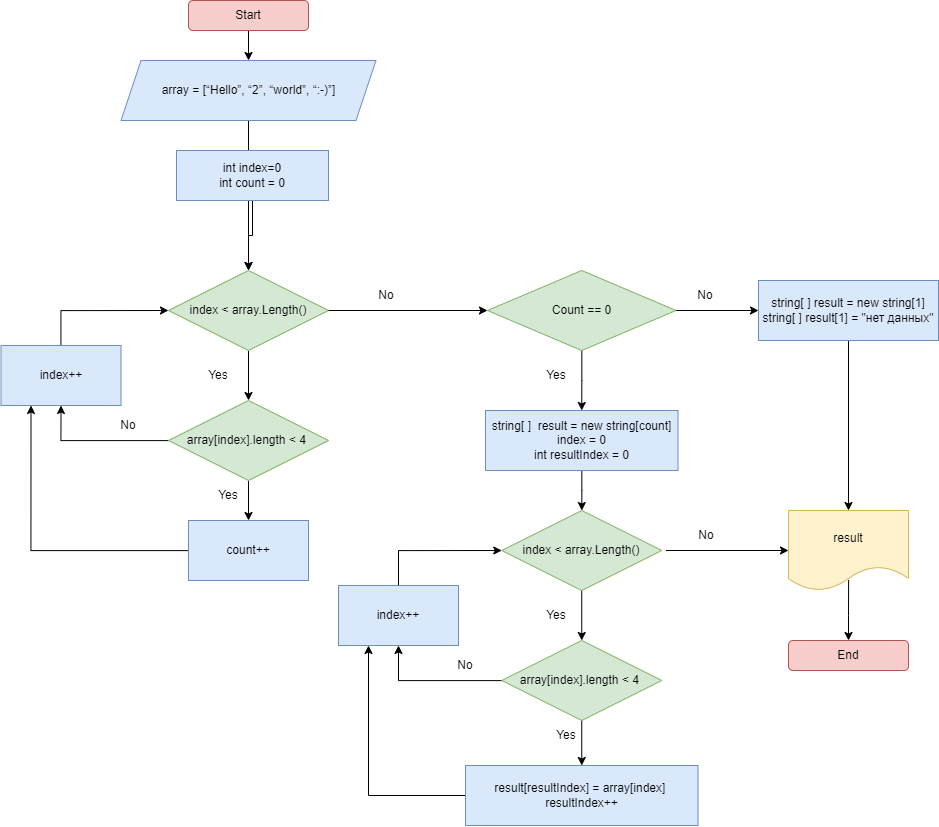 Start
array = [“Hello”, “2”, “world”, “:-)”]
int index=0
int count = 0
index < array.Length()
No
Count == 0
No
string[ ] result = new string[1]
string[ ] result[1] = "нет данных"
index++
Yes
Yes
No
array[index].length < 4
string[ ]  result = new string[count]
index = 0
int resultIndex = 0
Yes
count++
index < array.Length()
No
result
index++
Yes
End
No
array[index].length < 4
Yes
result[resultIndex] = array[index]
resultIndex++